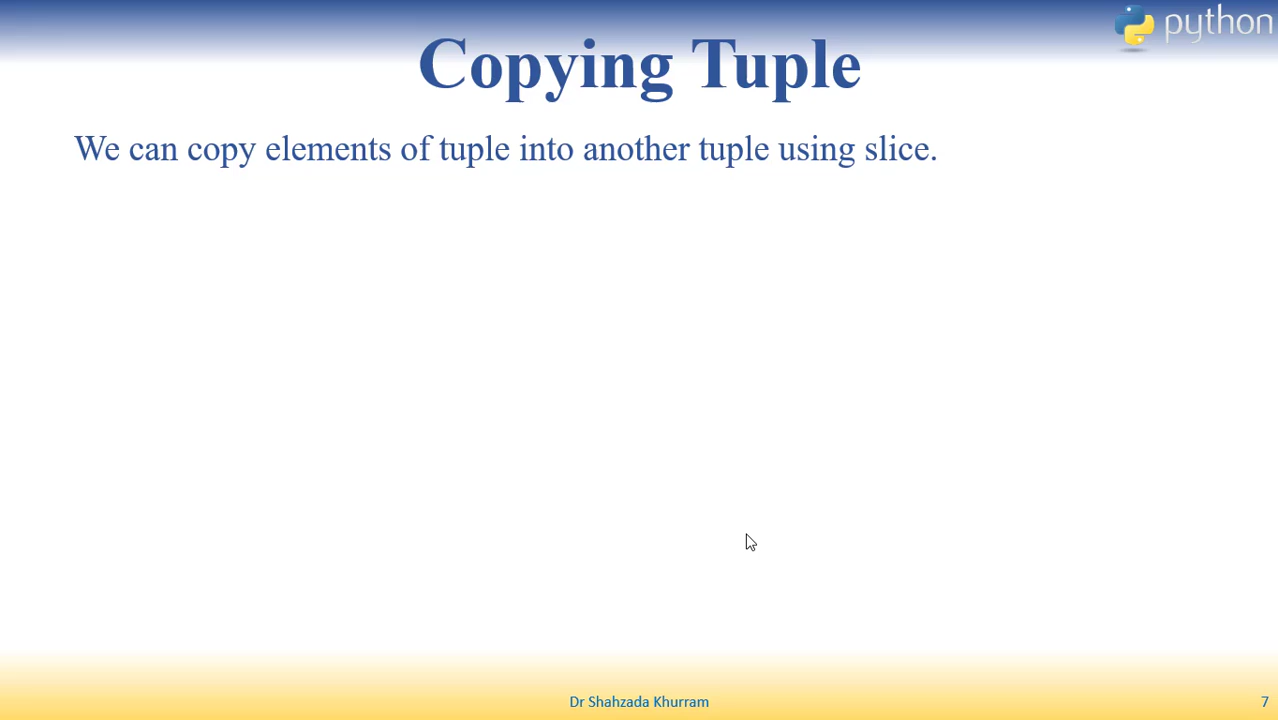 python
Copying Tuple
We can copy elements of tuple into another tuple using slice.
Dr Shahzada Khurram
7